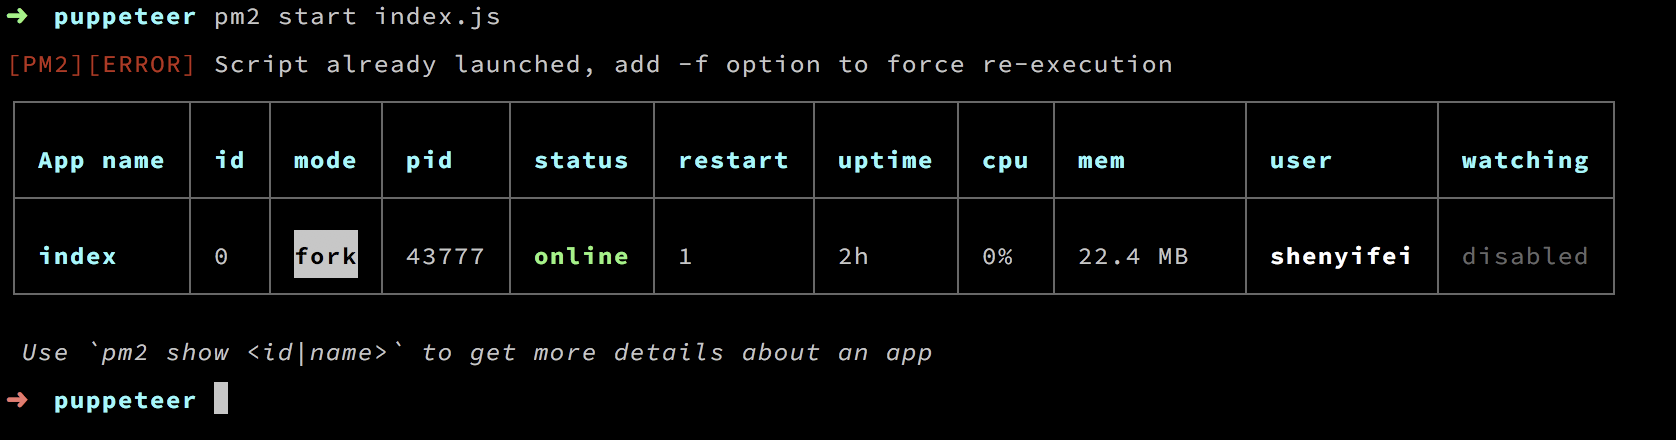 ➜ puppeteer pm2 start index.js
[PM2][ERROR] Script already launched, add -f option to force re-execution
App name id mode pid status restart uptime cpu mem user watching
index 0 fork 43777 online 1 2h 0% 22.4 MB shenyifei disabled
Use `pm2 show <id|name>` to get more details about an app
➜ puppeteer